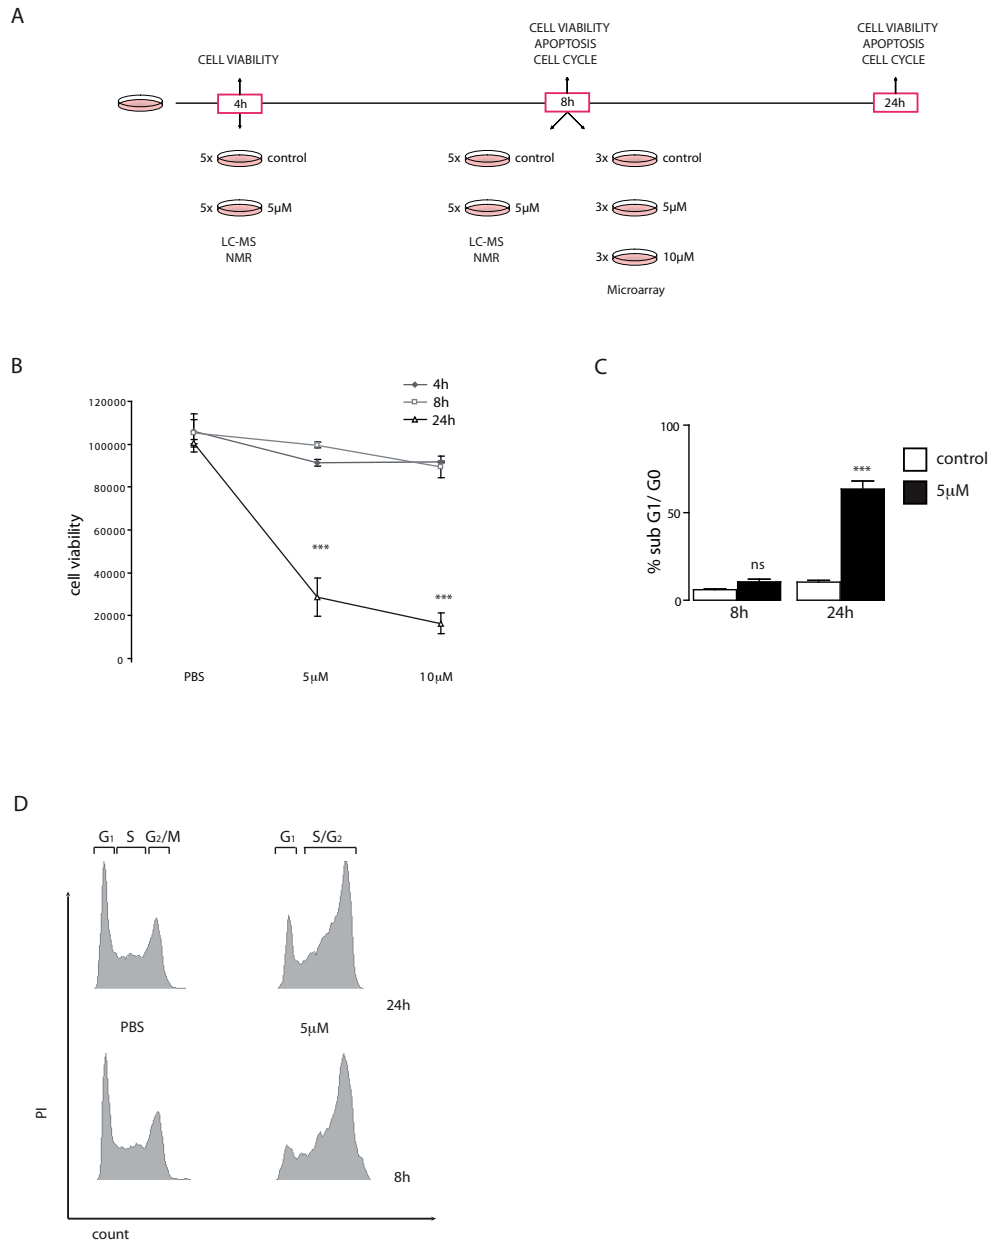 A
CELL VIABILITY
CELL VIABILITY
APOPTOSIS
CELL CYCLE
CELL VIABILITY
APOPTOSIS
CELL CYCLE
4h
8h
24h
5x control
5x control
3x control
5x 5µM
5x 5µM
3x 5µM
LC-MS
NMR
LC-MS
NMR
3x 10µM
Microarray
B
4h
8h
24h
cell viability
120000
100000
80000
60000
40000
20000
0
***
***
PBS 5µM 10µM
C
% sub G1/ G0
100
50
0
ns
***
8h 24h
control
5µM
D
G1 S G2/M
G1 S/G2
24h
PBS 5µM
8h
PI
count